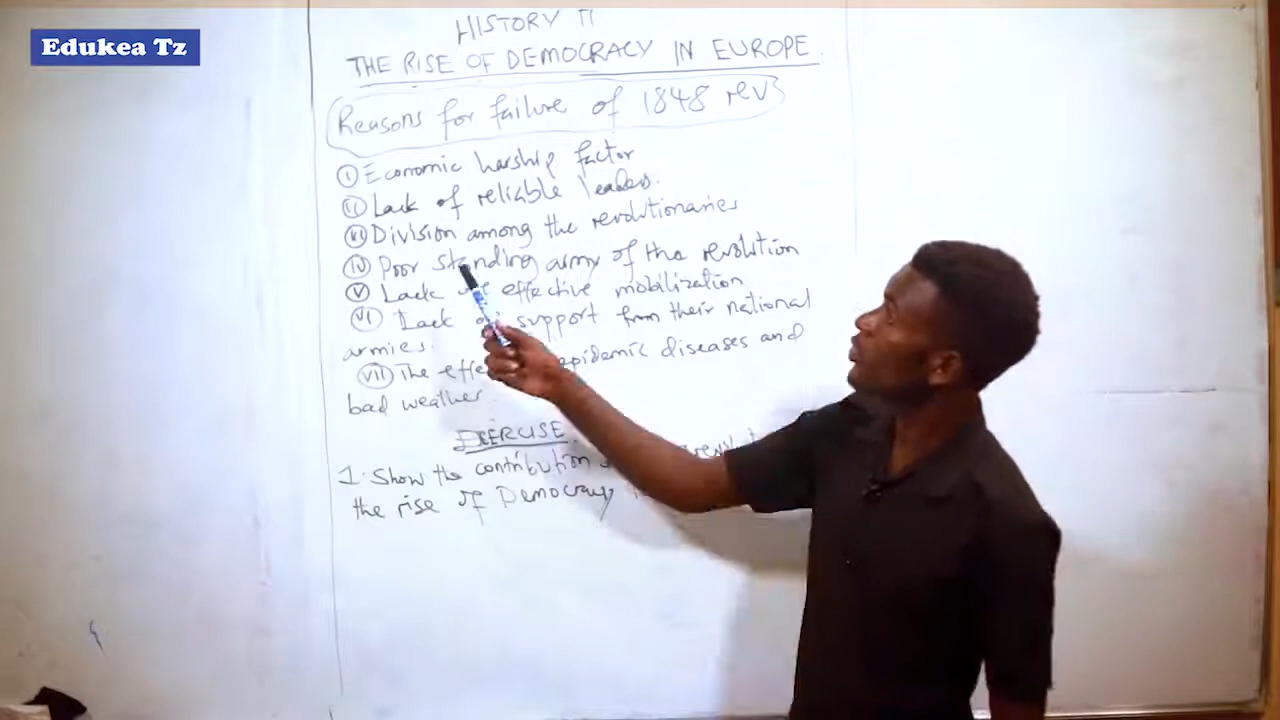 Edukea Tz
HISTORY II
THE RISE OF DEMOCRACY IN EUROPE.
Reasons for failure of 1848 revs
(i) Economic harship factor
(ii) Lack of reliable leaders.
(iii) Division among the revolutionaries
(iv) Poor standing army of the revolution
(v) Lack effective mobilization
(vi) Lack of support from their national
armies.
(vii) The epidemic diseases and
bad weather.
EXERCISE.
1. Show the contribution
the rise of Democracy